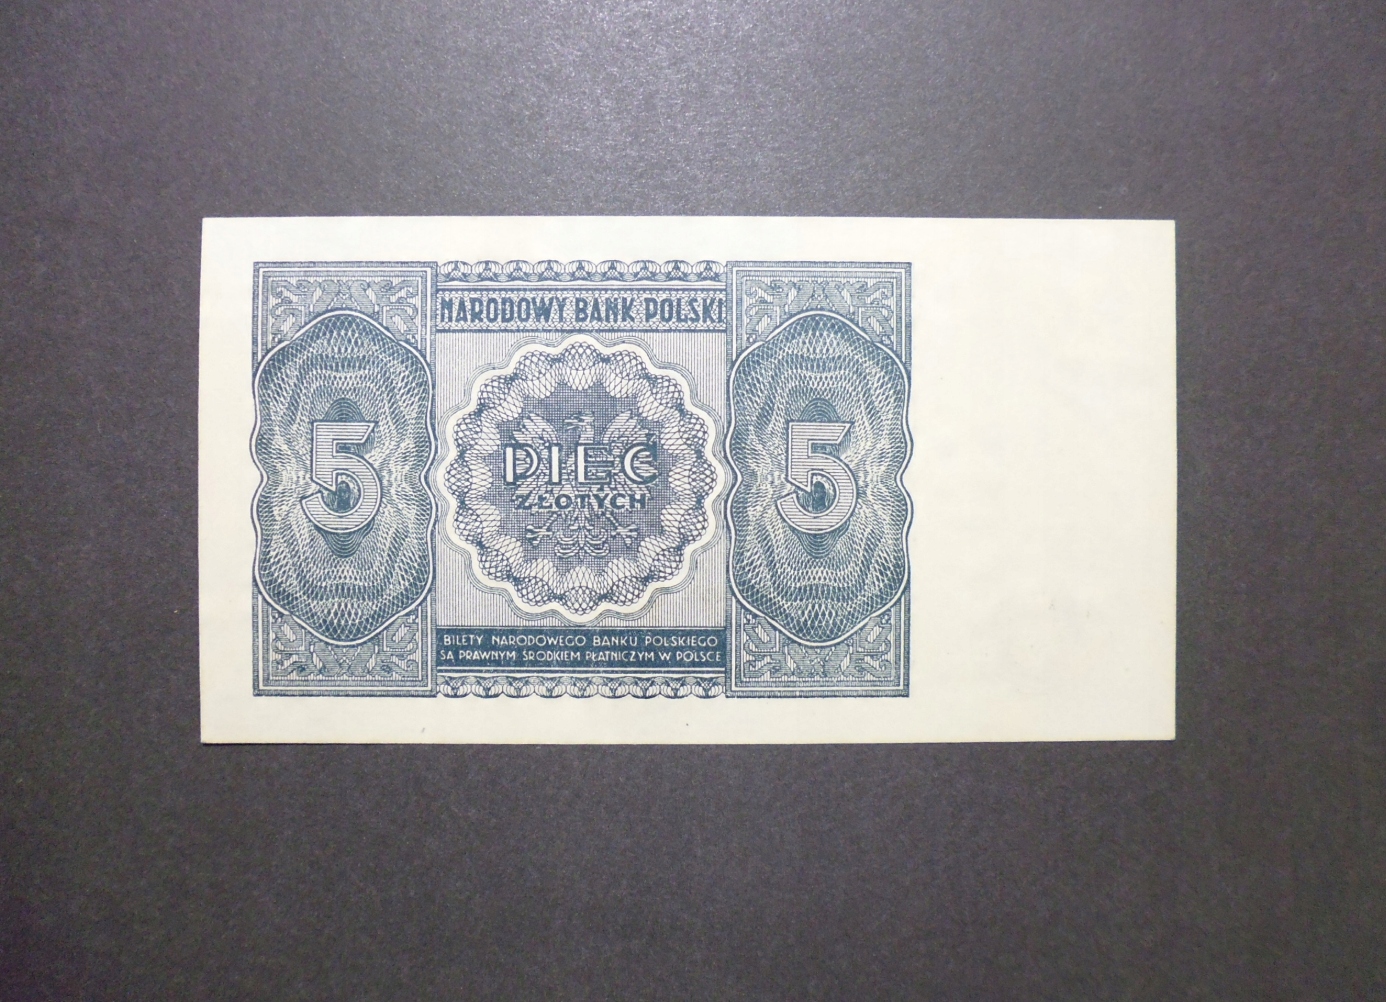 NARODOWY BANK POLSKI
5
PIĘĆ
ZŁOTYCH
5
BILETY NARODOWEGO BANKU POLSKIEGO
SĄ PRAWNYM ŚRODKIEM PŁATNICZYM W POLSCE